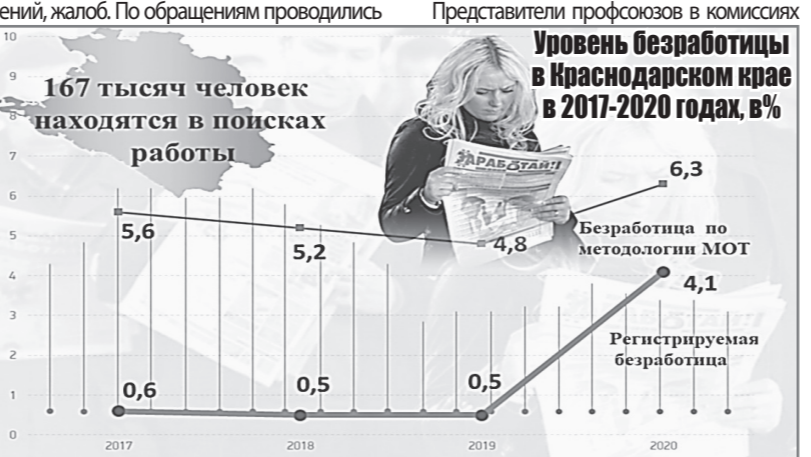 ений, жалоб. По обращениям проводились
Представители профсоюзов в комиссиях
Уровень безработицы
в Краснодарском крае
в 2017-2020 годах, в%
167 тысяч человек
находятся в поисках
работы
ЗАРАБОТАЙ!
10
9
8
7
6
5
4
3
2
1
0
5,6
5,2
4,8
6,3
Безработица по
методологии МОТ
0,6
0,5
0,5
4,1
Регистрируемая
безработица
2017
2018
2019
2020